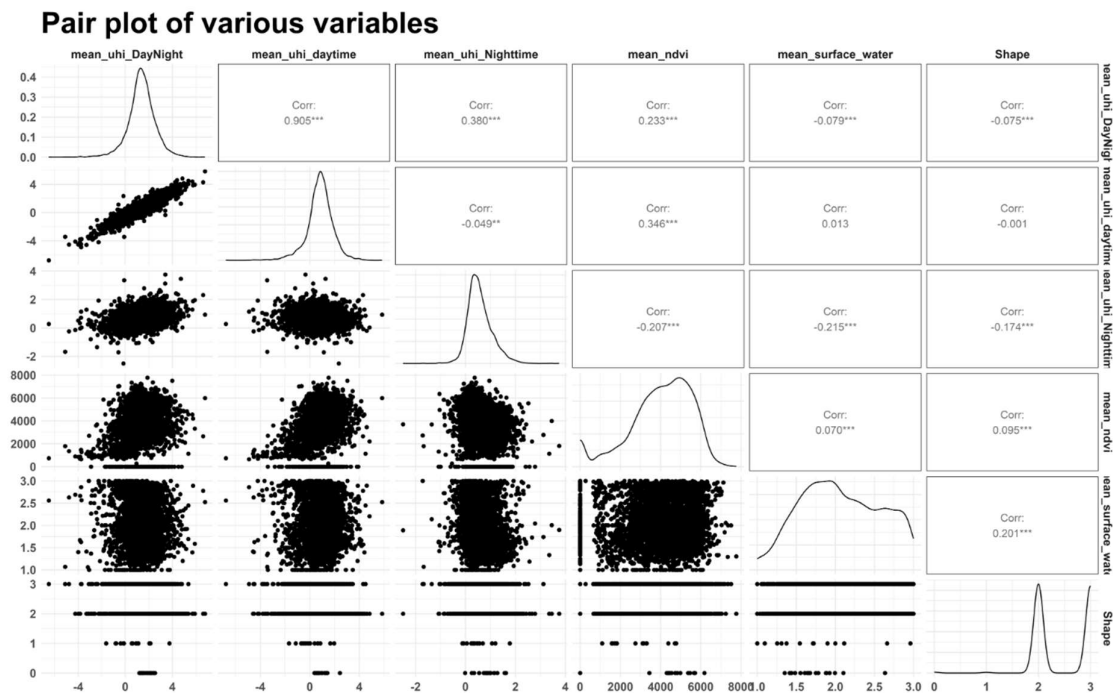 Pair plot of various variables
mean_uhi_DayNight mean_uhi_daytime mean_uhi_Nighttime mean_ndvi mean_surface_water Shape
0.4
0.3
0.2
0.1
0.0
Corr:
0.905***
Corr:
0.380***
Corr:
0.233***
Corr:
-0.079***
Corr:
-0.075***
4
0
-4
Corr:
-0.049**
Corr:
0.346***
Corr:
0.013
Corr:
-0.001
4
2
0
-2
Corr:
-0.207***
Corr:
-0.215***
Corr:
-0.174***
mean_ndvi
8000
6000
4000
2000
0
Corr:
0.070***
Corr:
0.095***
3.0
2.5
2.0
1.5
1.0
Corr:
0.201***
Shape
3
2
1
0
-4 0 4
-4 0 4
-2 0 2
0 2000 4000 6000 8000
1.0 1.5 2.0 2.5 3.0
0 1 2 3